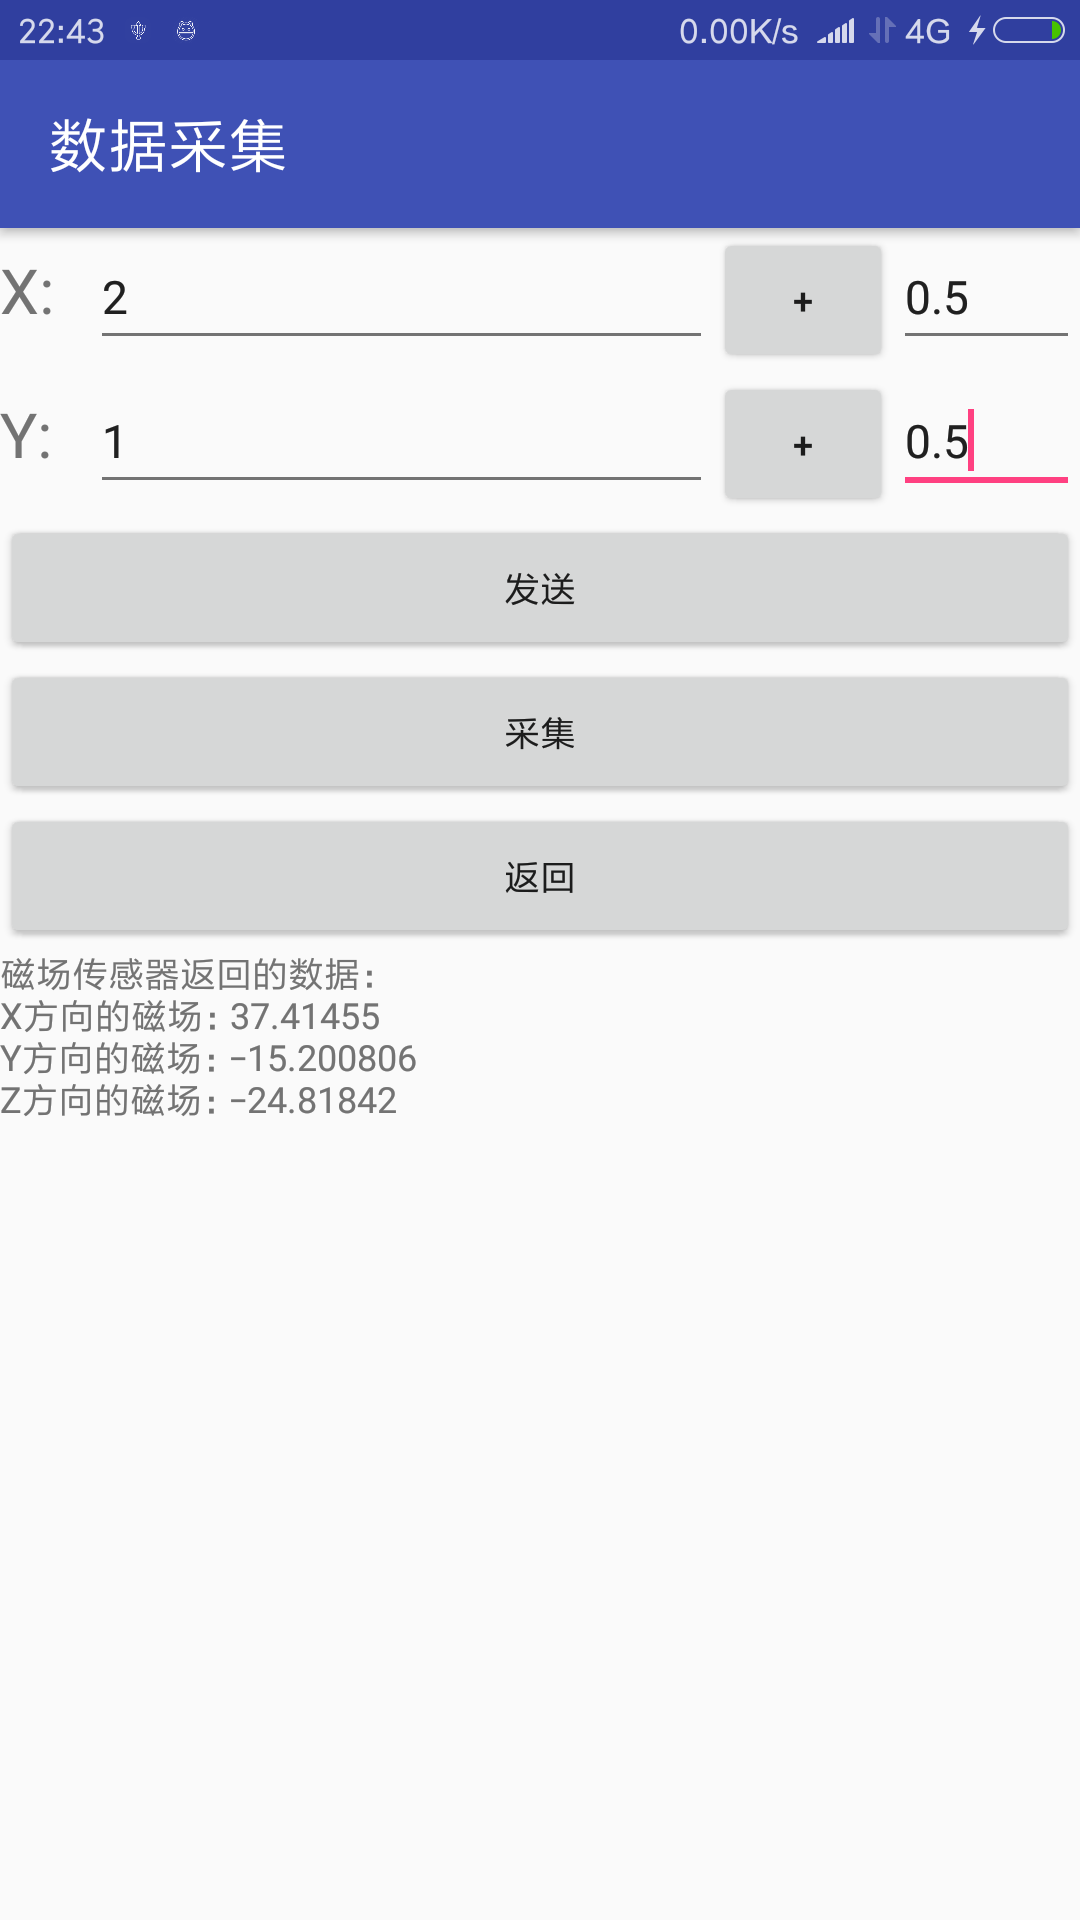 22:43 0.00K/s 4G
数据采集
X: 2 + 0.5
Y: 1 + 0.5
发送
采集
返回
磁场传感器返回的数据：
X方向的磁场：37.41455
Y方向的磁场：-15.200806
Z方向的磁场：-24.81842